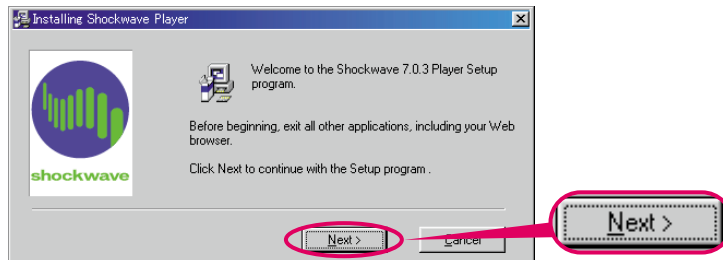 Installing Shockwave Player
Welcome to the Shockwave 7.0.3 Player Setup
program.
Before beginning, exit all other applications, including your Web
browser.
Click Next to continue with the Setup program .
shockwave
Next >
Cancel
Next >